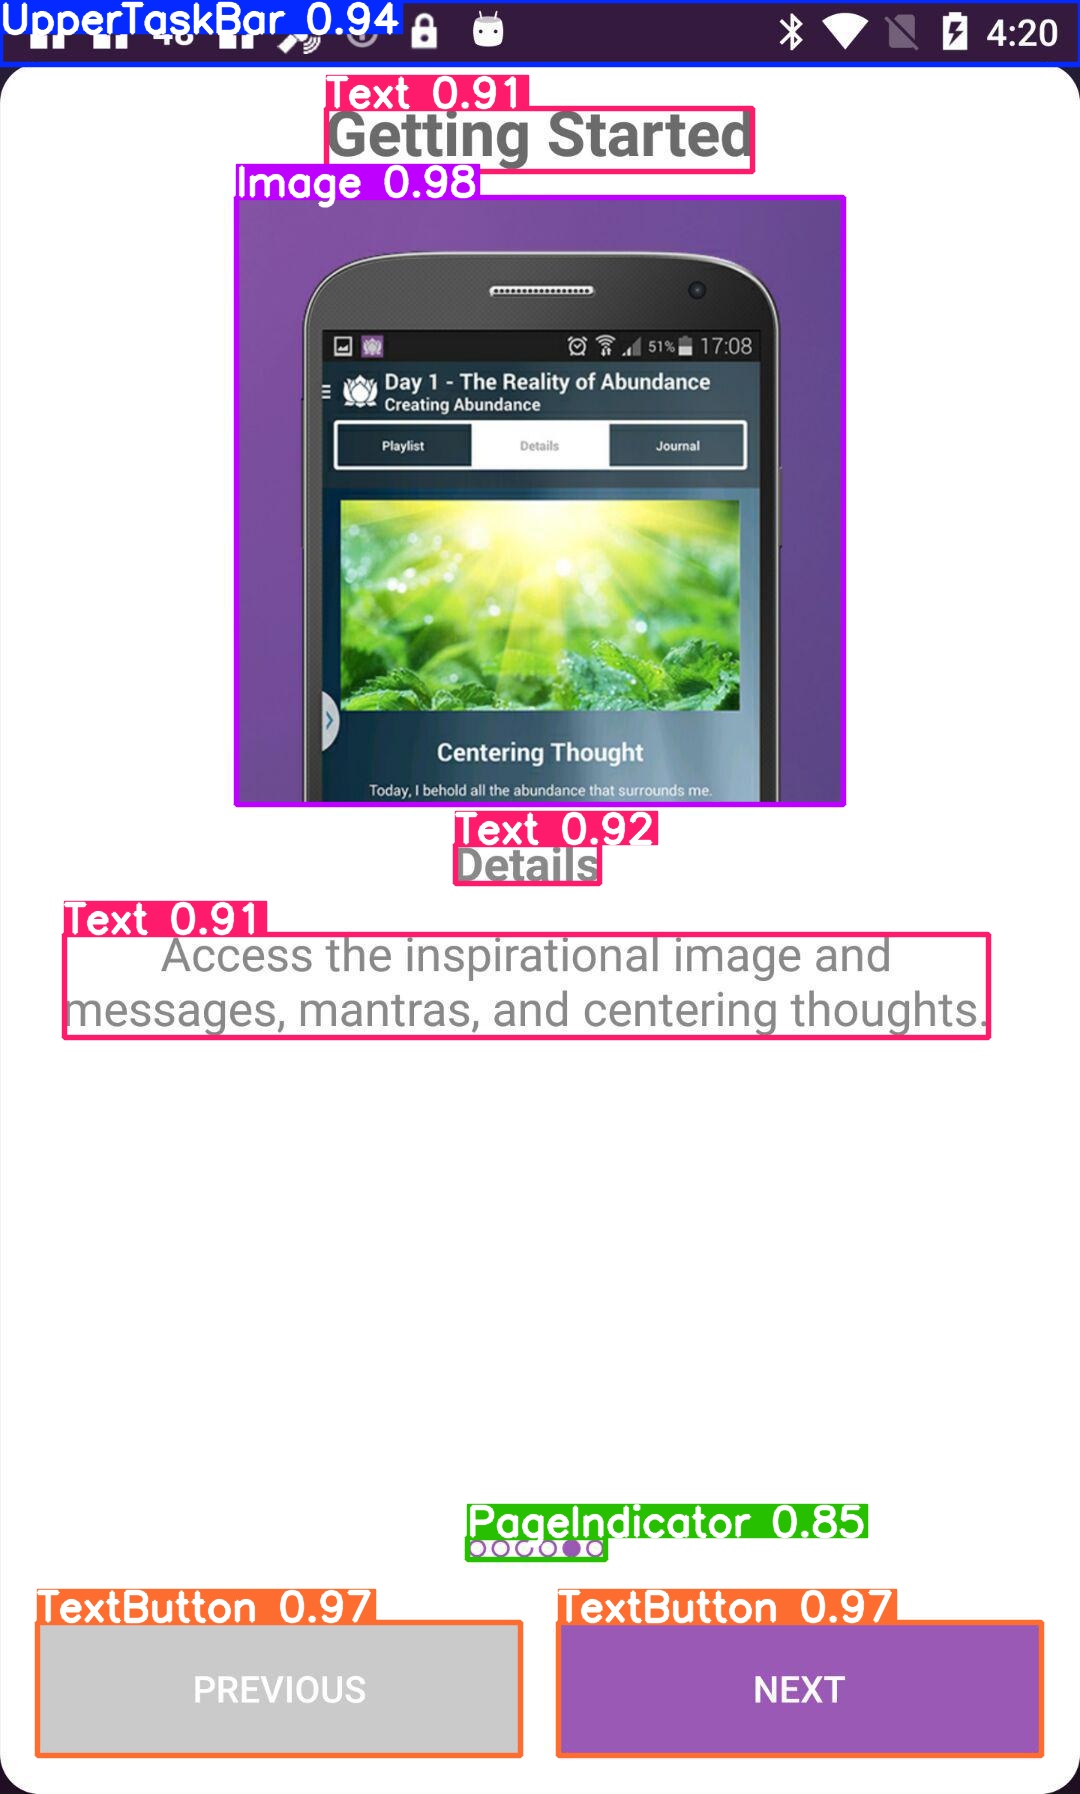 UpperTaskBar 0.94
4:20
Text 0.91
Getting Started
Image 0.98
51% 17:08
Day 1 - The Reality of Abundance
Creating Abundance
Playlist Details Journal
Centering Thought
Today, I behold all the abundance that surrounds me.
Text 0.92
Details
Text 0.91
Access the inspirational image and
messages, mantras, and centering thoughts.
PageIndicator 0.85
TextButton 0.97 TextButton 0.97
PREVIOUS NEXT